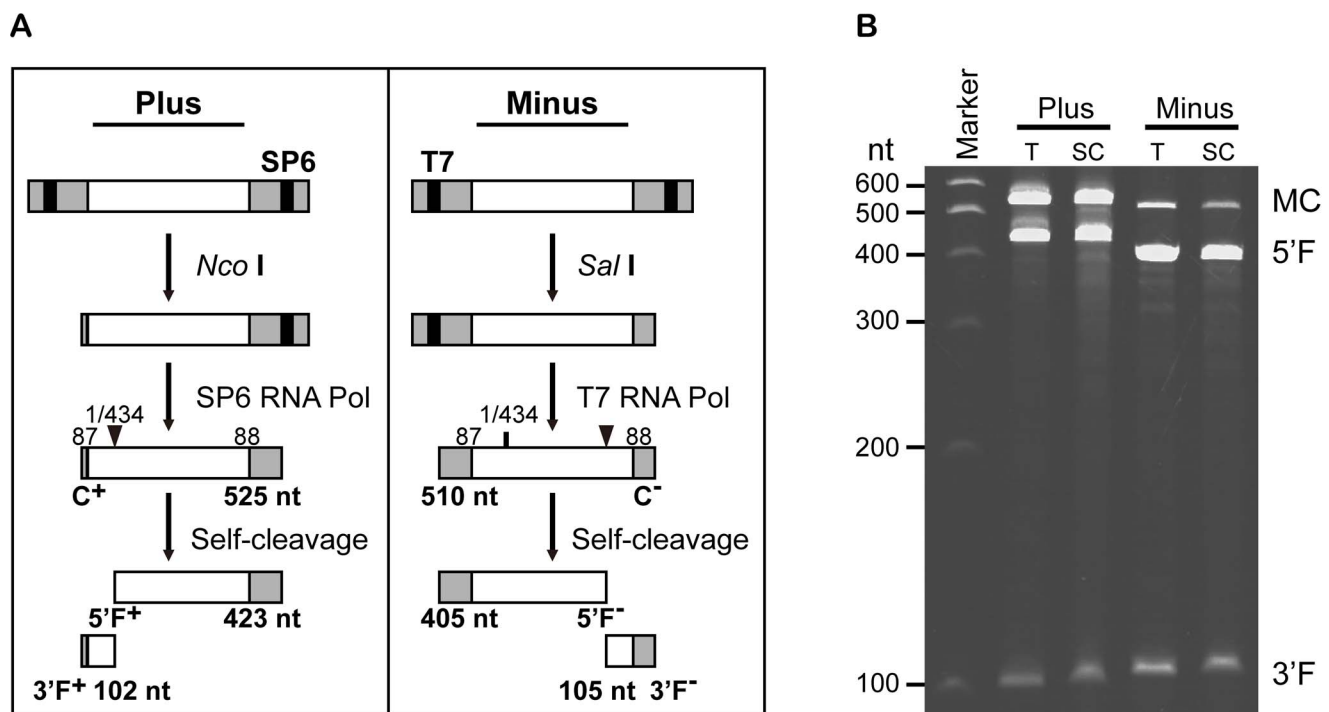 A
Plus
SP6
Nco I
SP6 RNA Pol
1/434
87
88
C+
525 nt
Self-cleavage
5'F+
423 nt
3'F+ 102 nt
Minus
T7
Sal I
T7 RNA Pol
1/434
87
88
510 nt
C-
Self-cleavage
405 nt
5'F-
105 nt 3'F-
B
Marker
Plus
Minus
nt
T
SC
T
SC
600
500
400
300
200
100
MC
5'F
3'F